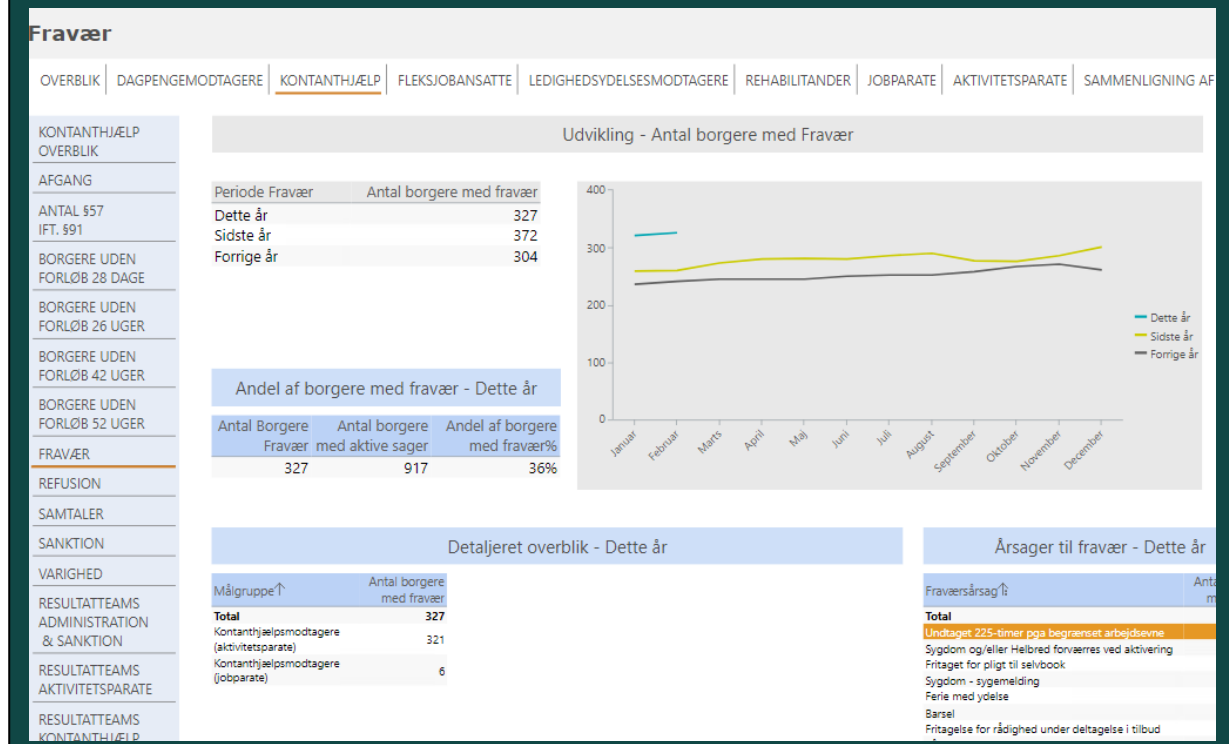 Fravær
OVERBLIK DAGPENGEMODTAGERE KONTANTHJÆLP FLEKSJOBANSATTE LEDIGHEDSYDELSESMODTAGERE REHABILITANDER JOBPARATE AKTIVITETSPARATE SAMMENLIGNING AF
KONTANTHJÆLP
OVERBLIK
AFGANG
ANTAL §57
IFT. §91
BORGERE UDEN
FORLØB 28 DAGE
BORGERE UDEN
FORLØB 26 UGER
BORGERE UDEN
FORLØB 42 UGER
BORGERE UDEN
FORLØB 52 UGER
FRAVÆR
REFUSION
SAMTALER
SANKTION
VARIGHED
RESULTATTEAMS
ADMINISTRATION
& SANKTION
RESULTATTEAMS
AKTIVITETSPARATE
RESULTATTEAMS
KONTANTHJÆLP
Udvikling - Antal borgere med Fravær
Periode Fravær Antal borgere med fravær
Dette år 327
Sidste år 372
Forrige år 304
400
300
200
100
0
Januar Februar Marts April Maj Juni Juli August September Oktober November December
Dette år
Sidste år
Forrige år
Andel af borgere med fravær - Dette år
Antal Borgere Antal borgere Andel af borgere
Fravær med aktive sager med fravær%
327 917 36%
Detaljeret overblik - Dette år
Målgruppe↑ Antal borgere
med fravær
Total 327
Kontanthjælpsmodtagere
(aktivitetsparate) 321
Kontanthjælpsmodtagere
(jobparate) 6
Årsager til fravær - Dette år
Fraværsårsag
Total
Undtaget 225-timer pga begrænset arbejdsevne
Sygdom og/eller Helbred forværres ved aktivering
Fritaget for pligt til selvbook
Sygdom - sygemelding
Ferie med ydelse
Barsel
Fritagelse for rådighed under deltagelse i tilbud